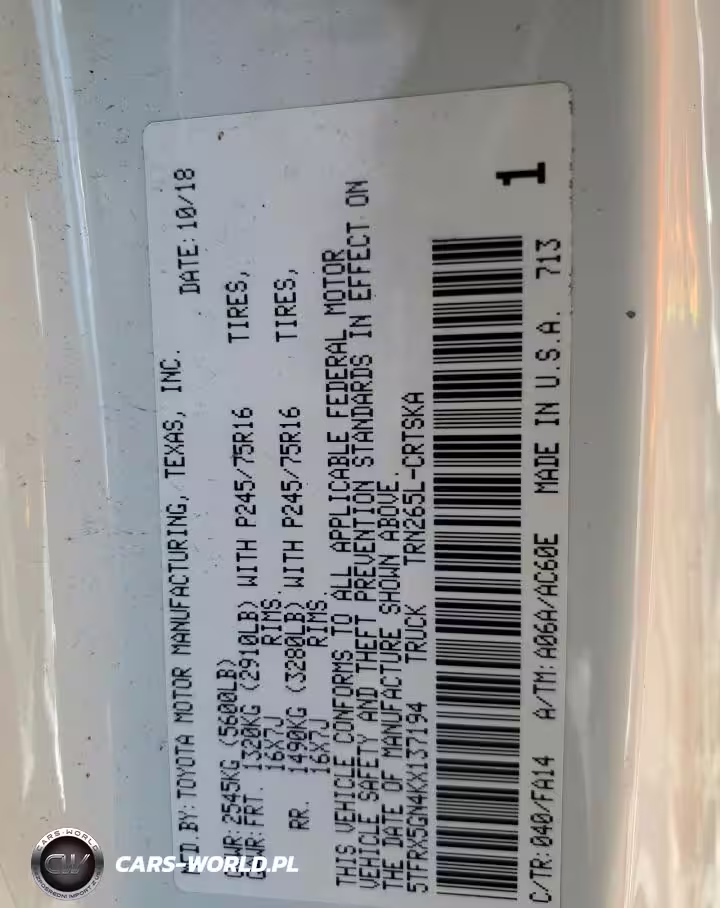 M.D.BY: TOYOTA MOTOR MANUFACTURING, TEXAS, INC.
DATE: 10/18
GVWR: 2545KG (5600LB)
GAWR: FRT. 1320KG (2910LB) WITH P245/75R16 TIRES,
16X7J RIMS.
RR. 1490KG (3280LB) WITH P245/75R16 TIRES,
16X7J RIMS.
THIS VEHICLE CONFORMS TO ALL APPLICABLE FEDERAL MOTOR
VEHICLE SAFETY AND THEFT PREVENTION STANDARDS IN EFFECT ON
THE DATE OF MANUFACTURE SHOWN ABOVE.
5TFRX5GN4KX137194 TRUCK TRN265L-CRTSKA
1
C/TR: 040/FA14 A/TM: A06A/AC60E MADE IN U.S.A. 713
CARS-WORLD
CW
CARS-WORLD.PL